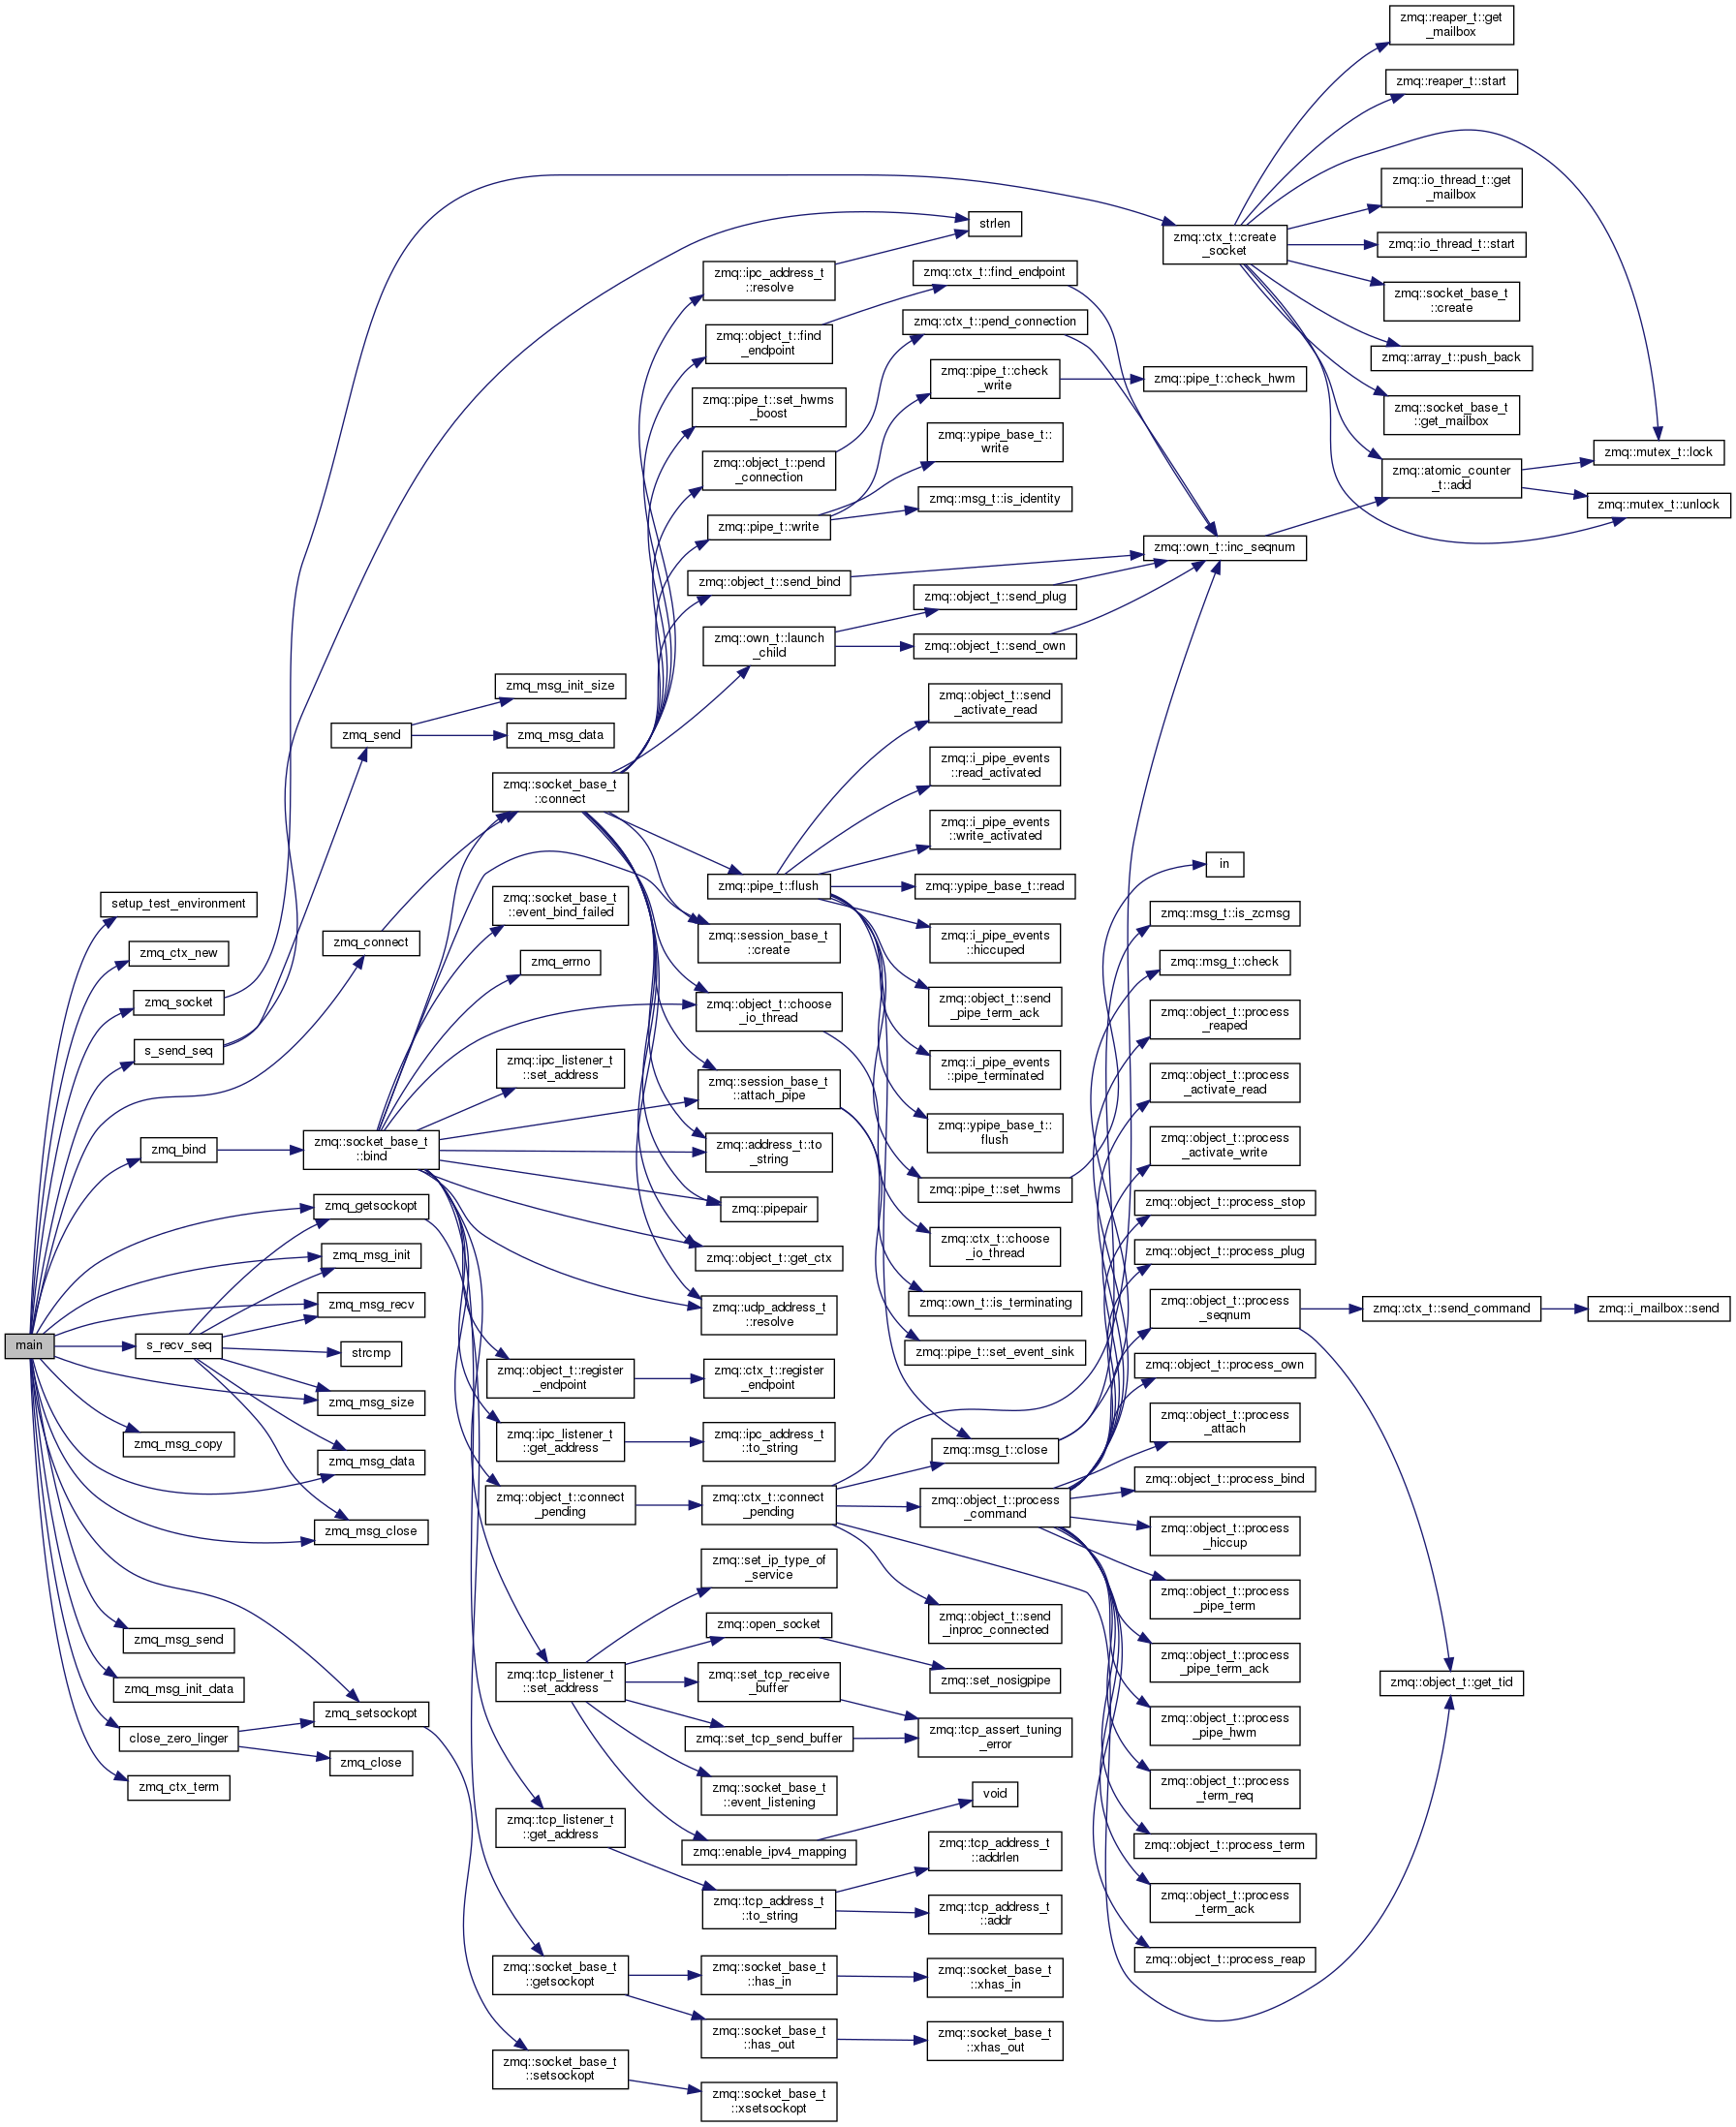 main
setup_test_environment
zmq_ctx_new
zmq_socket
s_send_seq
zmq_connect
zmq_bind
zmq_getsockopt
zmq_msg_init
zmq_msg_recv
s_recv_seq
strcmp
zmq_msg_size
zmq_msg_copy
zmq_msg_data
zmq_msg_close
zmq_msg_send
zmq_msg_init_data
zmq_setsockopt
close_zero_linger
zmq_close
zmq_ctx_term
zmq_send
zmq_msg_init_size
zmq_msg_data
zmq::socket_base_t
::connect
zmq::socket_base_t
::event_bind_failed
zmq_errno
zmq::ipc_listener_t
::set_address
zmq::socket_base_t
::bind
zmq::object_t::register
_endpoint
zmq::ipc_listener_t
::get_address
zmq::object_t::connect
_pending
zmq::tcp_listener_t
::set_address
zmq::tcp_listener_t
::get_address
zmq::socket_base_t
::getsockopt
zmq::socket_base_t
::setsockopt
strlen
zmq::ipc_address_t
::resolve
zmq::object_t::find
_endpoint
zmq::pipe_t::set_hwms
_boost
zmq::object_t::pend
_connection
zmq::pipe_t::write
zmq::object_t::send_bind
zmq::own_t::launch
_child
zmq::pipe_t::flush
zmq::session_base_t
::create
zmq::object_t::choose
_io_thread
zmq::session_base_t
::attach_pipe
zmq::address_t::to
_string
zmq::pipepair
zmq::object_t::get_ctx
zmq::udp_address_t
::resolve
zmq::ctx_t::register
_endpoint
zmq::ipc_address_t
::to_string
zmq::ctx_t::connect
_pending
zmq::set_ip_type_of
_service
zmq::open_socket
zmq::set_tcp_receive
_buffer
zmq::set_tcp_send_buffer
zmq::socket_base_t
::event_listening
zmq::enable_ipv4_mapping
zmq::tcp_address_t
::to_string
zmq::socket_base_t
::has_in
zmq::socket_base_t
::has_out
zmq::socket_base_t
::xsetsockopt
zmq::ctx_t::find_endpoint
zmq::ctx_t::pend_connection
zmq::pipe_t::check
_write
zmq::ypipe_base_t::
write
zmq::msg_t::is_identity
zmq::object_t::send_plug
zmq::object_t::send_own
zmq::object_t::send
_activate_read
zmq::i_pipe_events
::read_activated
zmq::i_pipe_events
::write_activated
zmq::ypipe_base_t::read
zmq::i_pipe_events
::hiccuped
zmq::object_t::send
_pipe_term_ack
zmq::i_pipe_events
::pipe_terminated
zmq::ypipe_base_t::
flush
zmq::pipe_t::set_hwms
zmq::ctx_t::choose
_io_thread
zmq::own_t::is_terminating
zmq::pipe_t::set_event_sink
zmq::msg_t::close
zmq::object_t::process
_command
zmq::object_t::send
_inproc_connected
zmq::set_nosigpipe
zmq::tcp_assert_tuning
_error
void
zmq::tcp_address_t
::addrlen
zmq::tcp_address_t
::addr
zmq::socket_base_t
::xhas_in
zmq::socket_base_t
::xhas_out
zmq::ctx_t::create
_socket
zmq::pipe_t::check_hwm
zmq::own_t::inc_seqnum
in
zmq::msg_t::is_zcmsg
zmq::msg_t::check
zmq::object_t::process
_reaped
zmq::object_t::process
_activate_read
zmq::object_t::process
_activate_write
zmq::object_t::process_stop
zmq::object_t::process_plug
zmq::object_t::process
_seqnum
zmq::object_t::process_own
zmq::object_t::process
_attach
zmq::object_t::process_bind
zmq::object_t::process
_hiccup
zmq::object_t::process
_pipe_term
zmq::object_t::process
_pipe_term_ack
zmq::object_t::process
_pipe_hwm
zmq::object_t::process
_term_req
zmq::object_t::process_term
zmq::object_t::process
_term_ack
zmq::object_t::process_reap
zmq::reaper_t::get
_mailbox
zmq::reaper_t::start
zmq::io_thread_t::get
_mailbox
zmq::io_thread_t::start
zmq::socket_base_t
::create
zmq::array_t::push_back
zmq::socket_base_t
::get_mailbox
zmq::atomic_counter
_t::add
zmq::ctx_t::send_command
zmq::object_t::get_tid
zmq::mutex_t::lock
zmq::mutex_t::unlock
zmq::i_mailbox::send